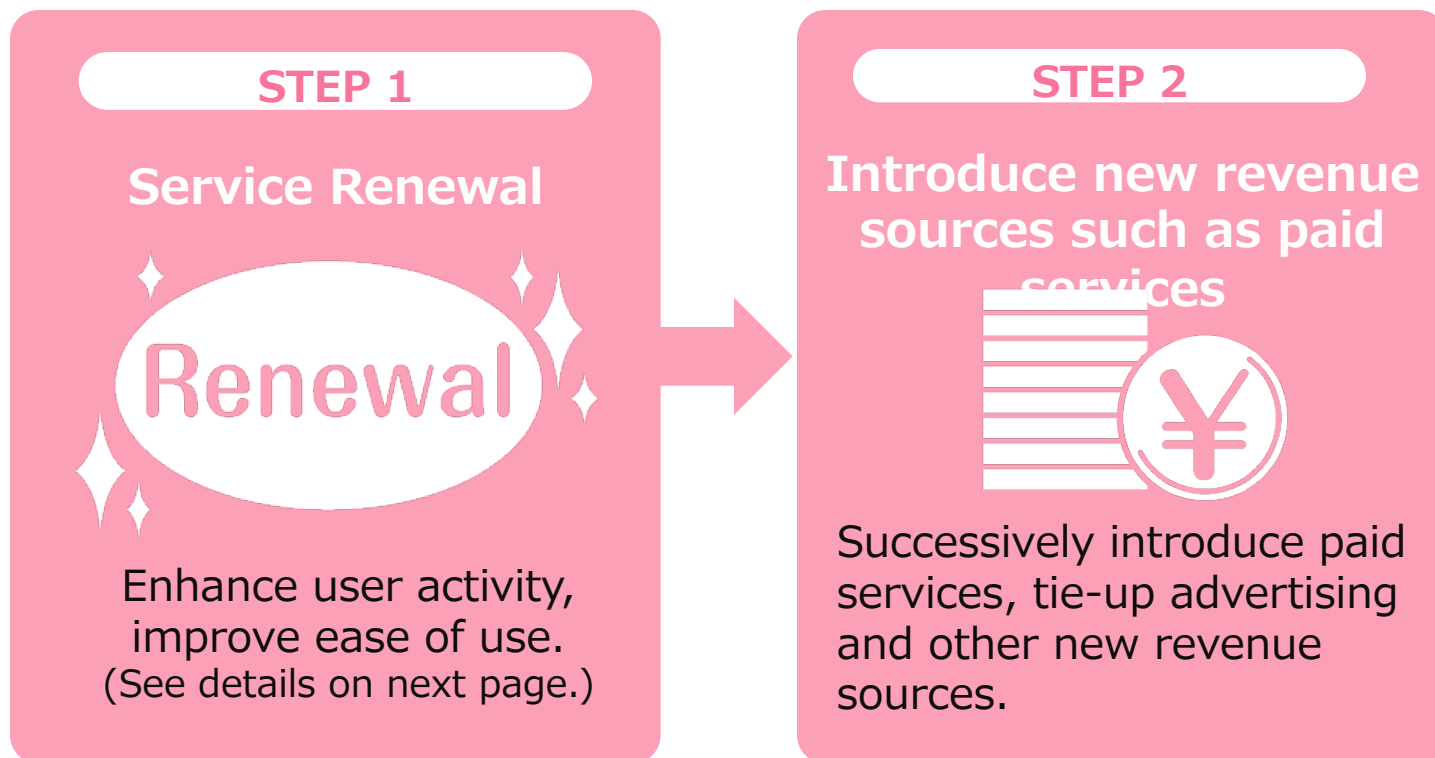 STEP 1
Service Renewal
Renewal
Enhance user activity,
improve ease of use.
(See details on next page.)
STEP 2
Introduce new revenue
sources such as paid
services
¥
Successively introduce paid
services, tie-up advertising
and other new revenue
sources.